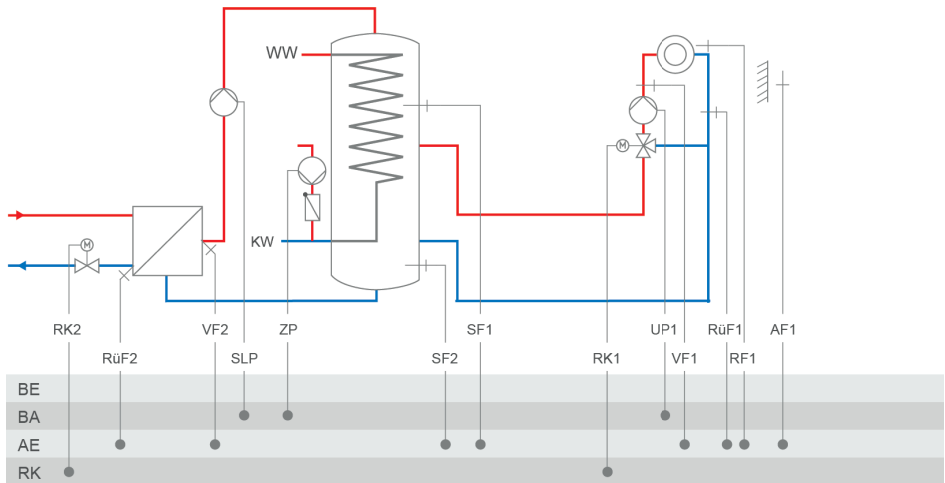 WW
M
KW
M
RK2
VF2
ZP
SF1
UP1
RüF1
AF1
RüF2
SLP
SF2
RK1
VF1
RF1
BE
BA
AE
RK